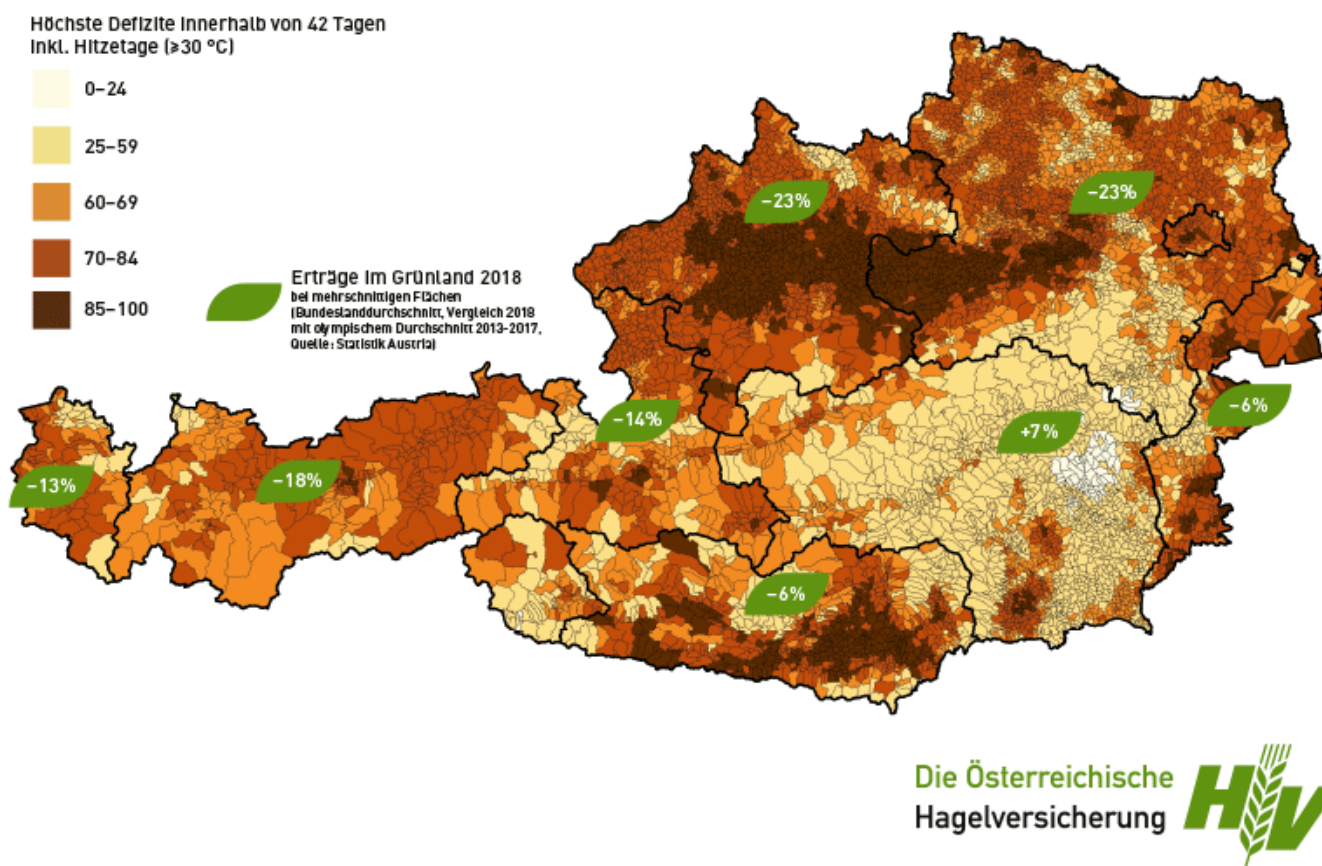 Höchste Defizite innerhalb von 42 Tagen
inkl. Hitzetage (≥30 °C)
0–24
25–59
60–69
70–84
85–100
Erträge im Grünland 2018
bei mehrschnittigen Flächen
(Bundeslanddurchschnitt, Vergleich 2018
mit olympischem Durchschnitt 2013-2017,
Quelle: Statistik Austria)
–23%
–23%
–14%
–6%
+7%
–13%
–18%
–6%
Die Österreichische
Hagelversicherung
HV